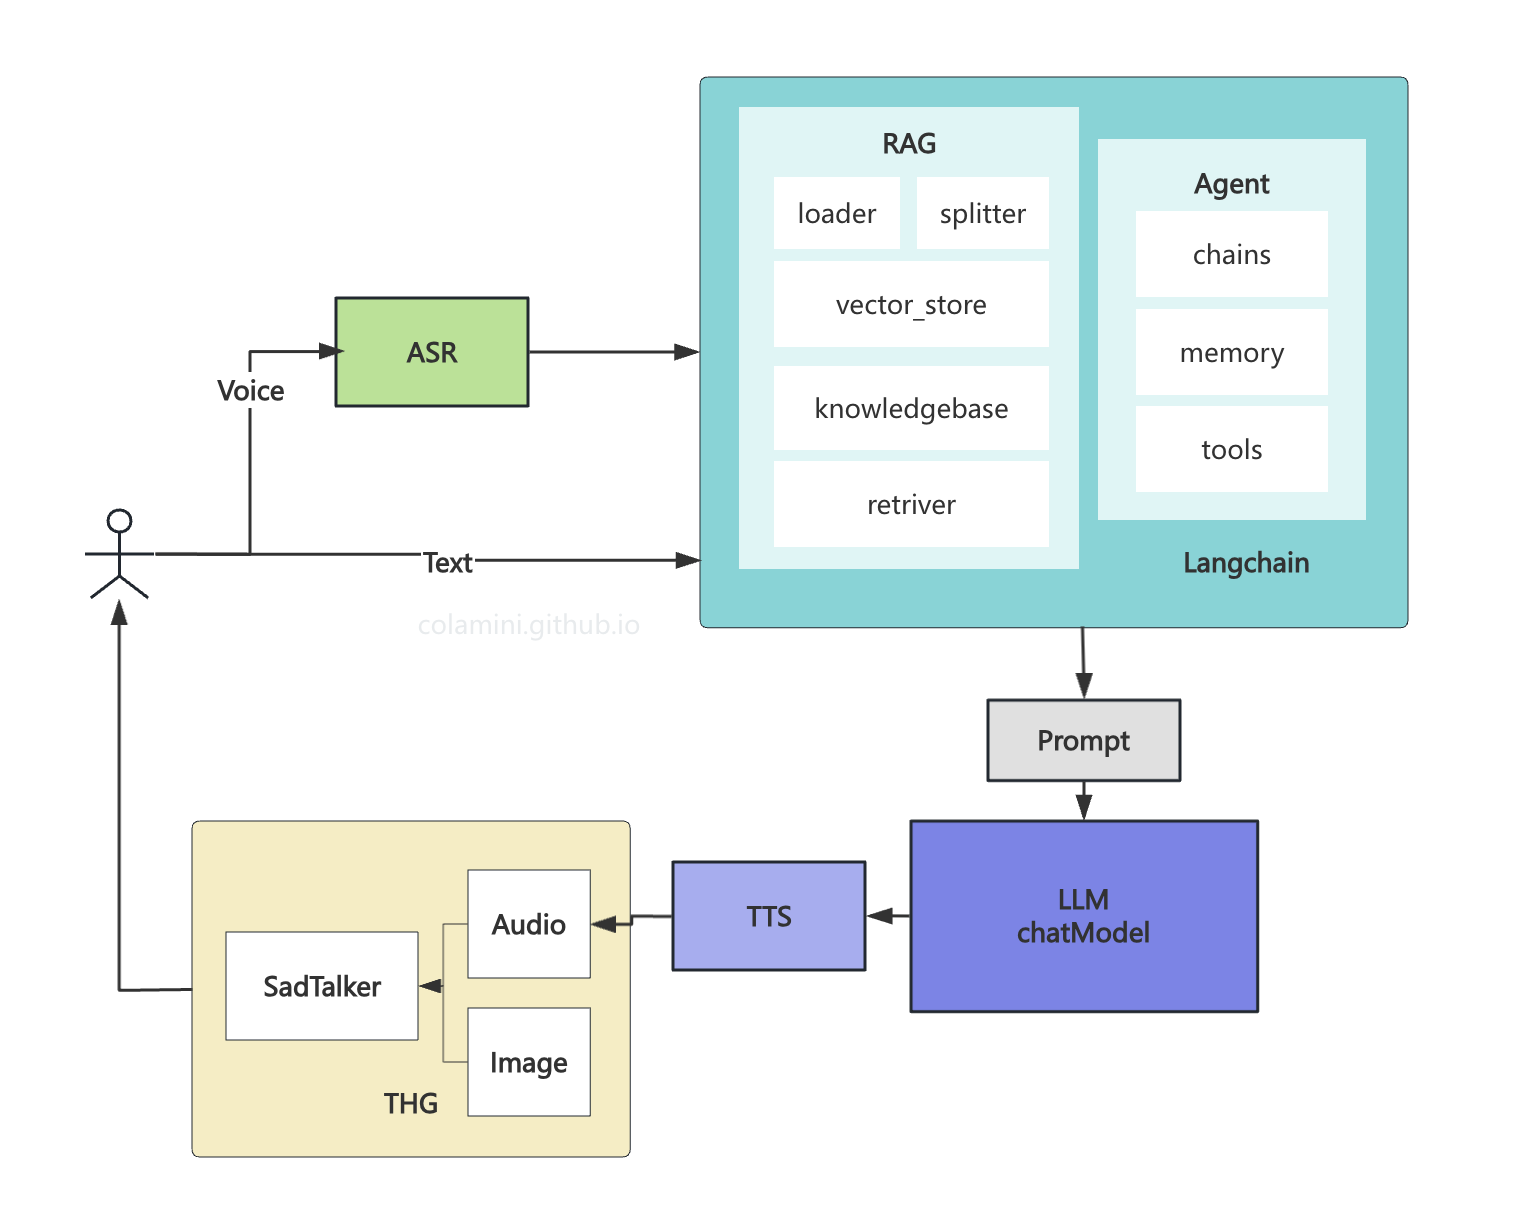 RAG
loader
splitter
vector_store
knowledgebase
retriver
Agent
chains
memory
tools
Langchain
ASR
Voice
Text
colamini.github.io
Prompt
LLM
chatModel
TTS
Audio
SadTalker
Image
THG